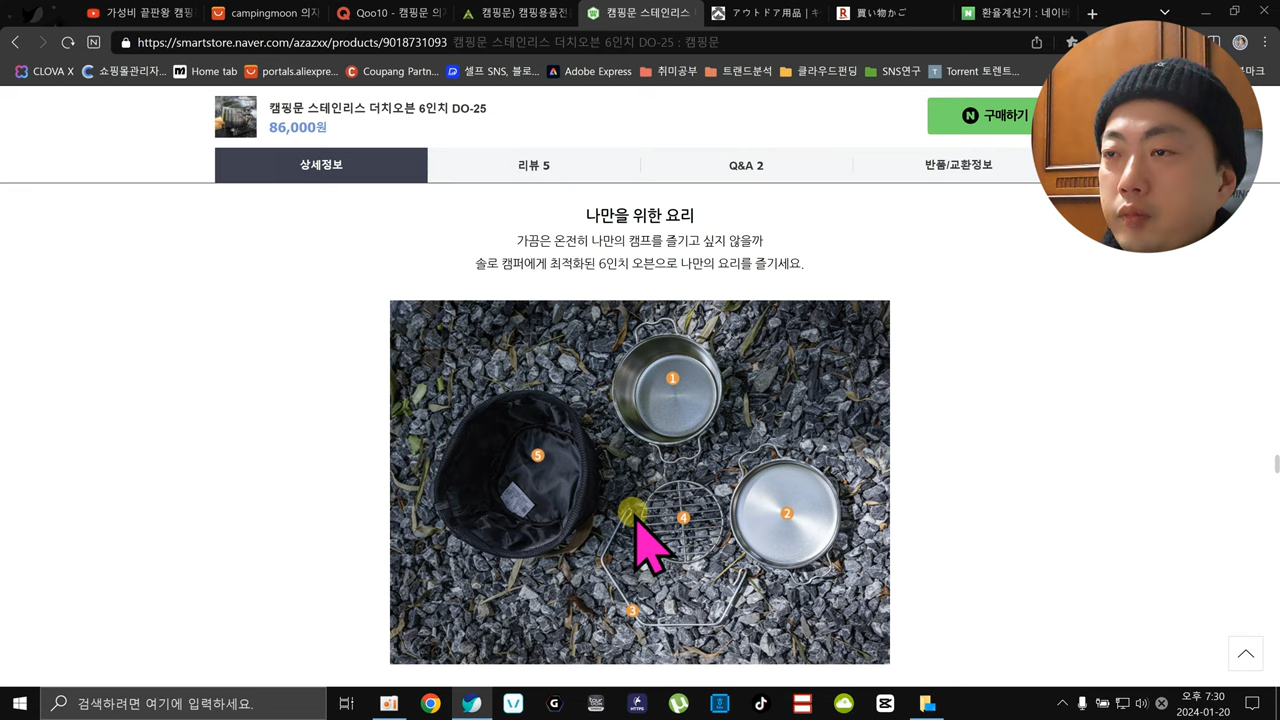 가성비 끝판왕 캠핑
campingmoon 의자
Qoo10 - 캠핑문 의
캠핑문) 캠핑용품전
캠핑문 스테인리스
アウトドア用品 | キ
買い物かご
환율계산기 : 네이버
https://smartstore.naver.com/azazxx/products/9018731093 캠핑문 스테인리스 더치오븐 6인치 DO-25 : 캠핑문
CLOVA X
쇼핑몰관리자...
Home tab
portals.aliexpre...
Coupang Partn...
셀프 SNS, 블로...
Adobe Express
취미공부
트랜드분석
클라우드펀딩
SNS연구
Torrent 토렌트...
북마크
캠핑문 스테인리스 더치오븐 6인치 DO-25
86,000원
N 구매하기
상세정보
리뷰 5
Q&A 2
반품/교환정보
나만을 위한 요리
가끔은 온전히 나만의 캠프를 즐기고 싶지 않을까
솔로 캠퍼에게 최적화된 6인치 오븐으로 나만의 요리를 즐기세요.
1
5
4
2
3
검색하려면 여기에 입력하세요.
오후 7:30
2024-01-20